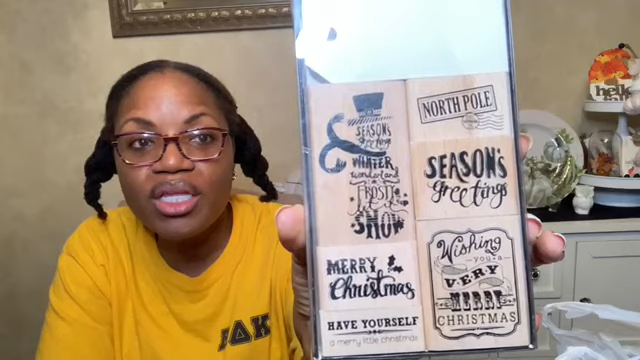 SEASON'S
greetings
WINTER
wonderland
FROST
SNOW
NORTH POLE
SEASON'S
greetings
MERRY
Christmas
HAVE YOURSELF
a merry little christmas
Wishing
you a
VERY
MERRY
CHRISTMAS
hello